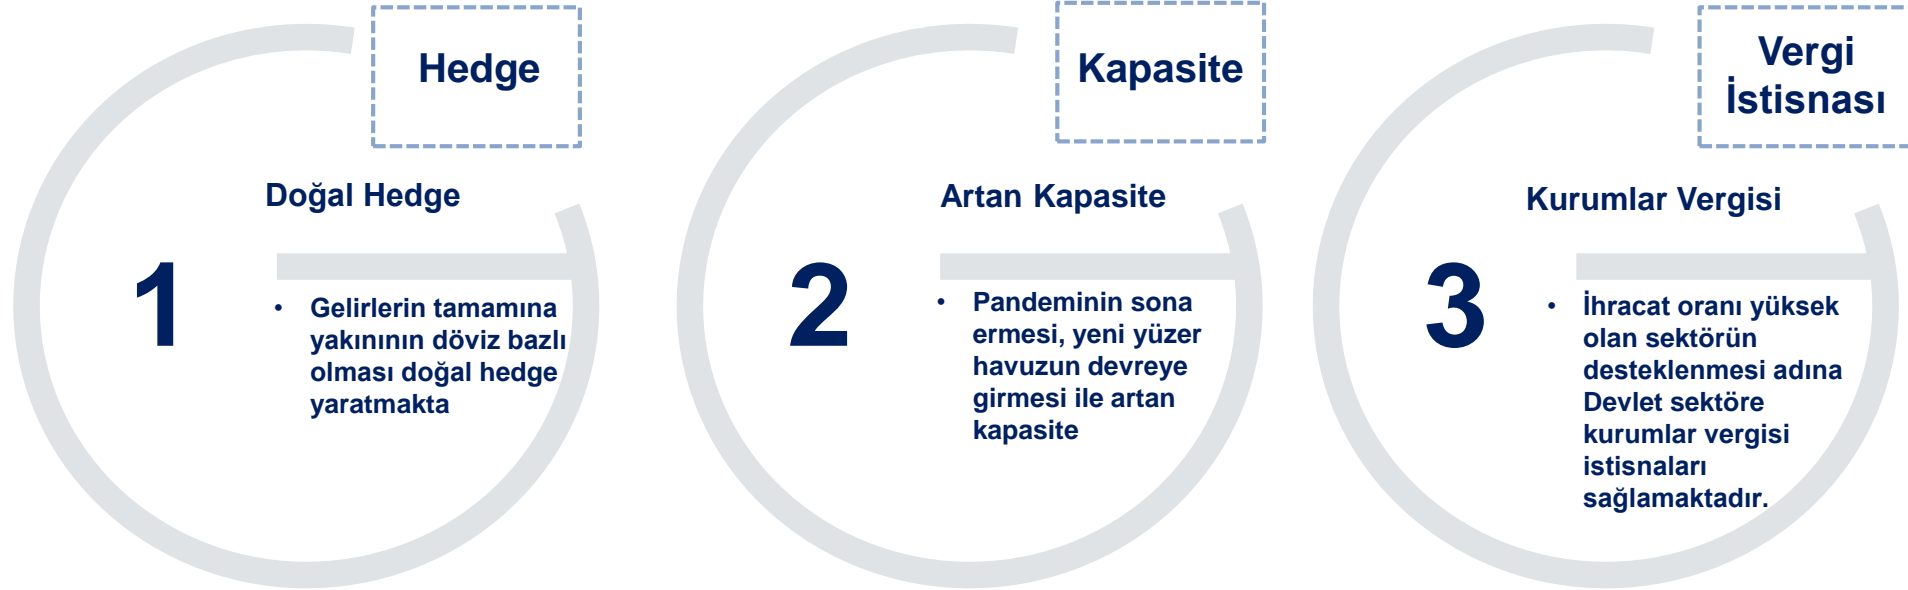 Hedge
Doğal Hedge
1
• Gelirlerin tamamına
yakınının döviz bazlı
olması doğal hedge
yaratmakta
Kapasite
Artan Kapasite
2
• Pandeminin sona
ermesi, yeni yüzer
havuzun devreye
girmesi ile artan
kapasite
Vergi
İstisnası
Kurumlar Vergisi
3
• İhracat oranı yüksek
olan sektörün
desteklenmesi adına
Devlet sektöre
kurumlar vergisi
istisnaları
sağlamaktadır.